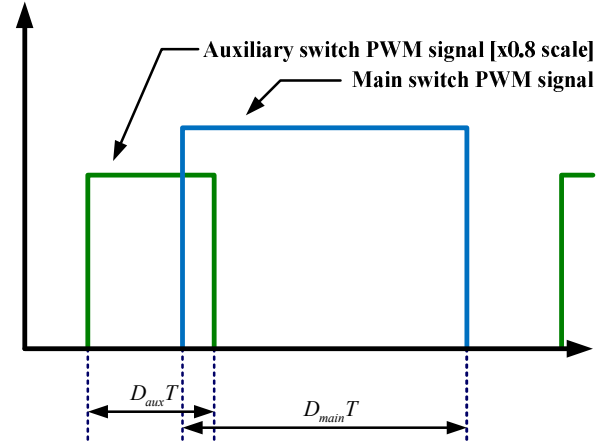 Auxiliary switch PWM signal [x0.8 scale]
Main switch PWM signal
DauxT
DmainT